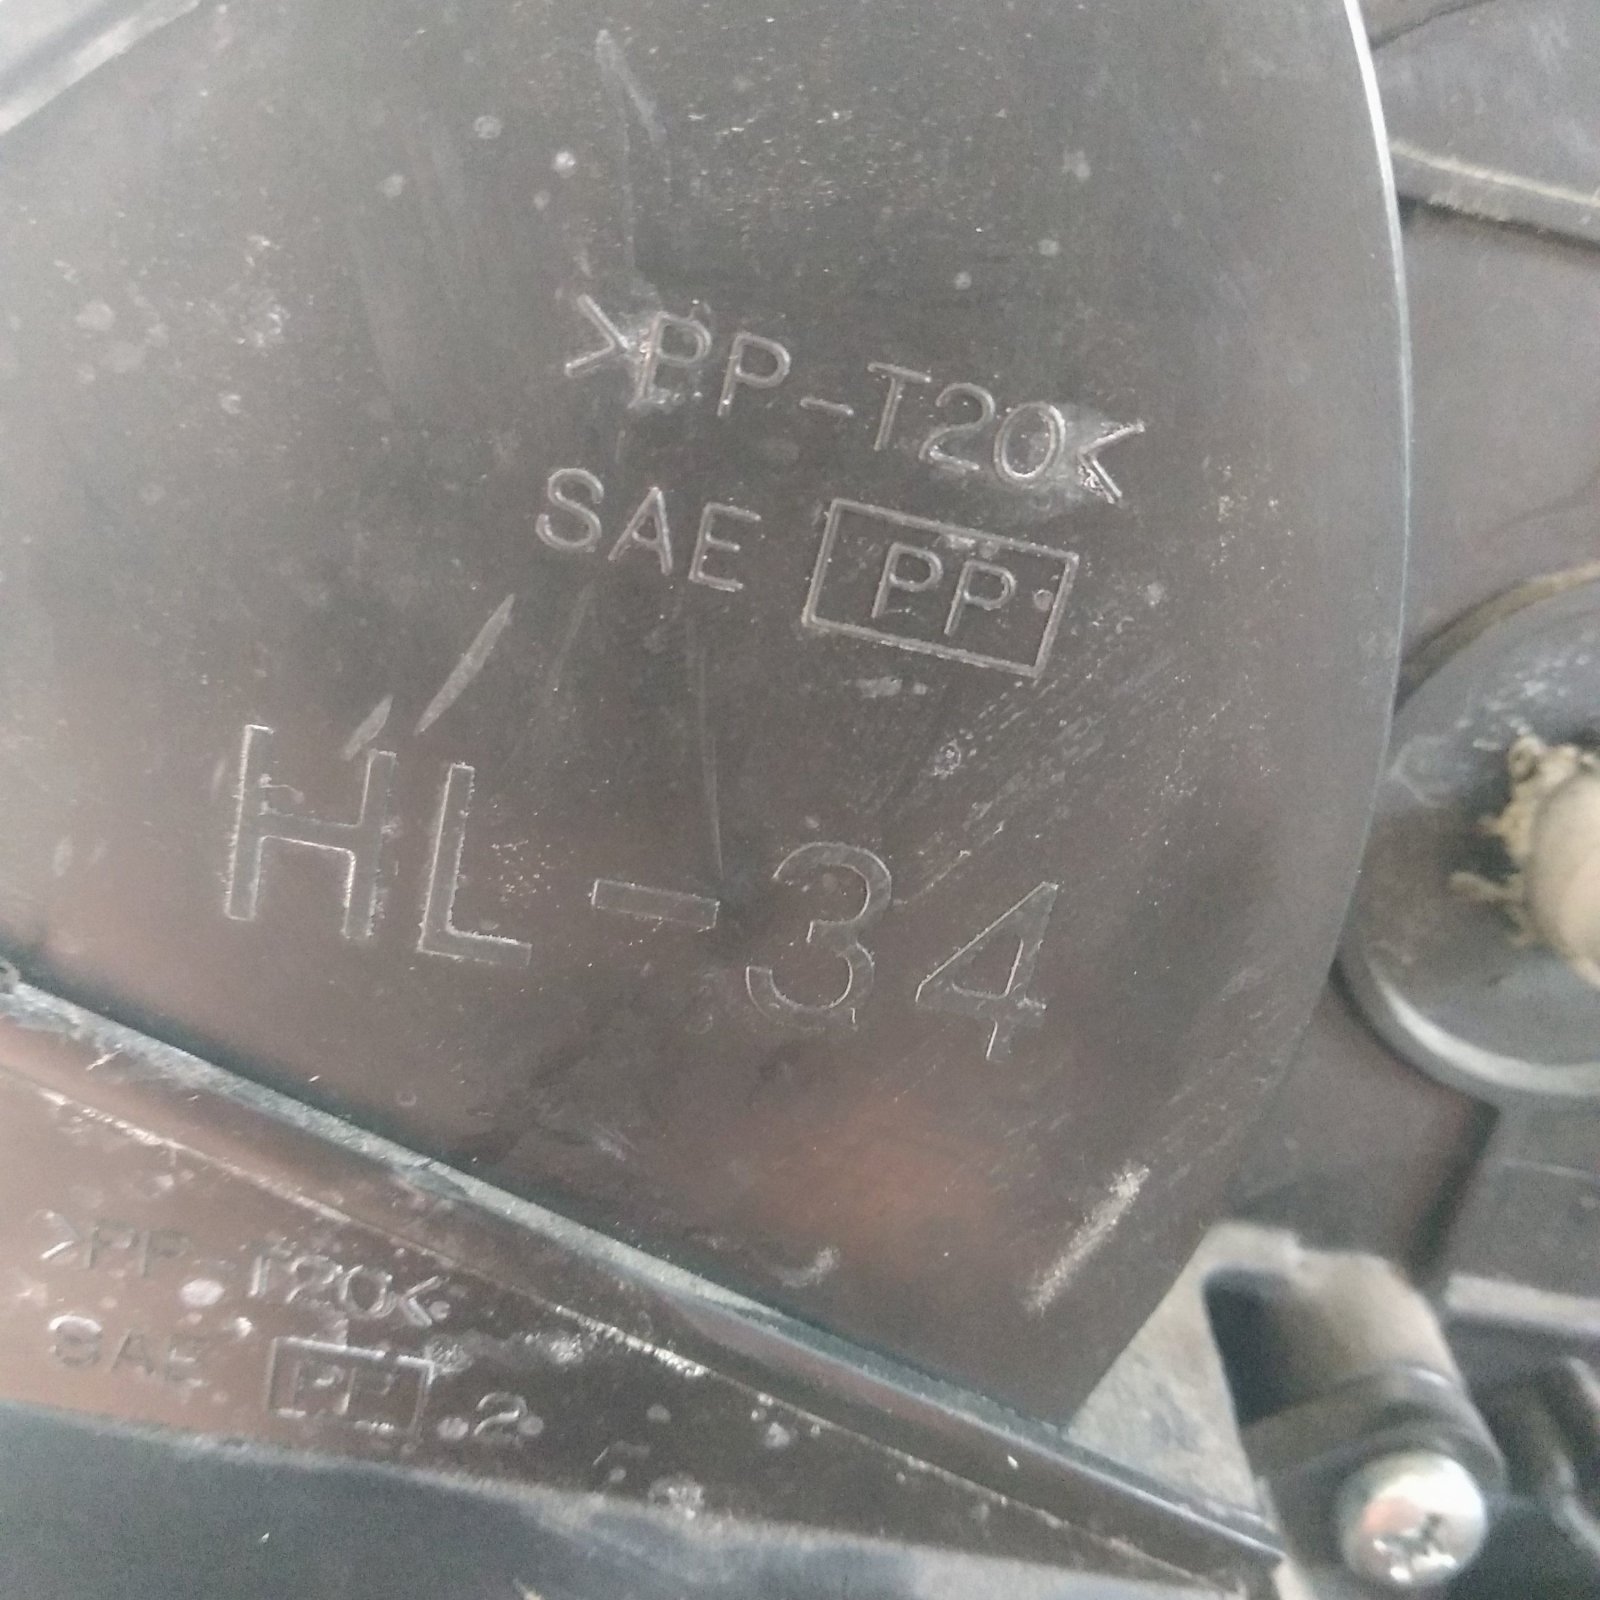 >PP-T20<
SAE PP
HL-34
>PP-T20<
SAE PP .2